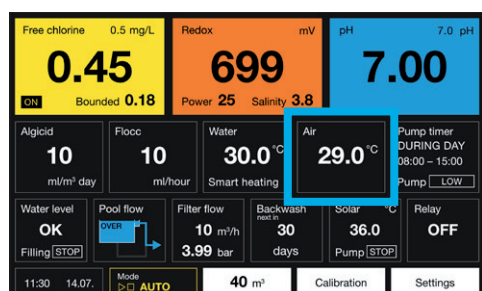 Free chlorine 0.5 mg/L
0.45
ON Bounded 0.18
Redox mV
699
Power 25 Salinity 3.8
pH 7.0 pH
7.00
Algicid
10
ml/m³ day
Flocc
10
ml/hour
Water
30.0 °C
Smart heating
Air
29.0 °C
Pump timer
DURING DAY
08:00 – 15:00
Pump LOW
Water level
OK
Filling STOP
Pool flow
OVER
Filter flow
10 m³/h
3.99 bar
Backwash
next in
30
days
Solar °C
36.0
Pump STOP
Relay
OFF
11:30 14.07.
Mode
AUTO
40 m³
Calibration
Settings